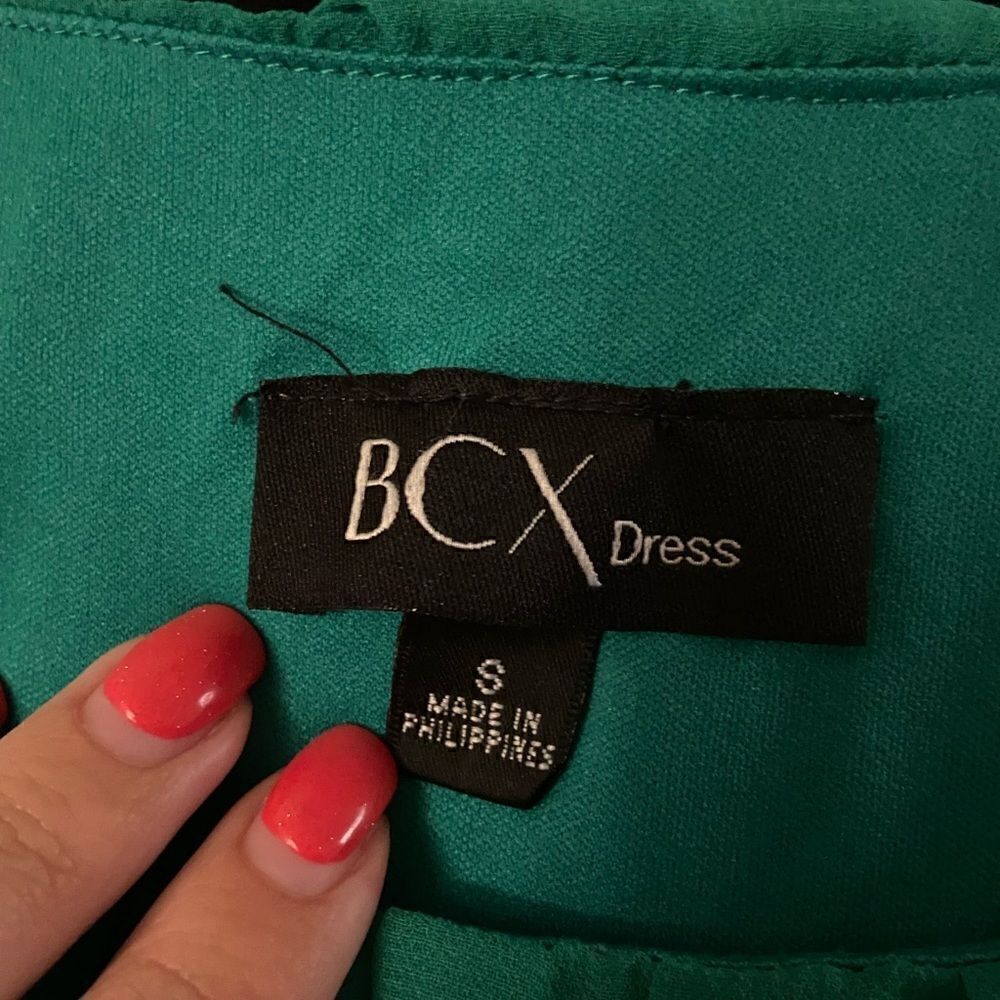 BCX Dress
S
MADE IN
PHILIPPINES